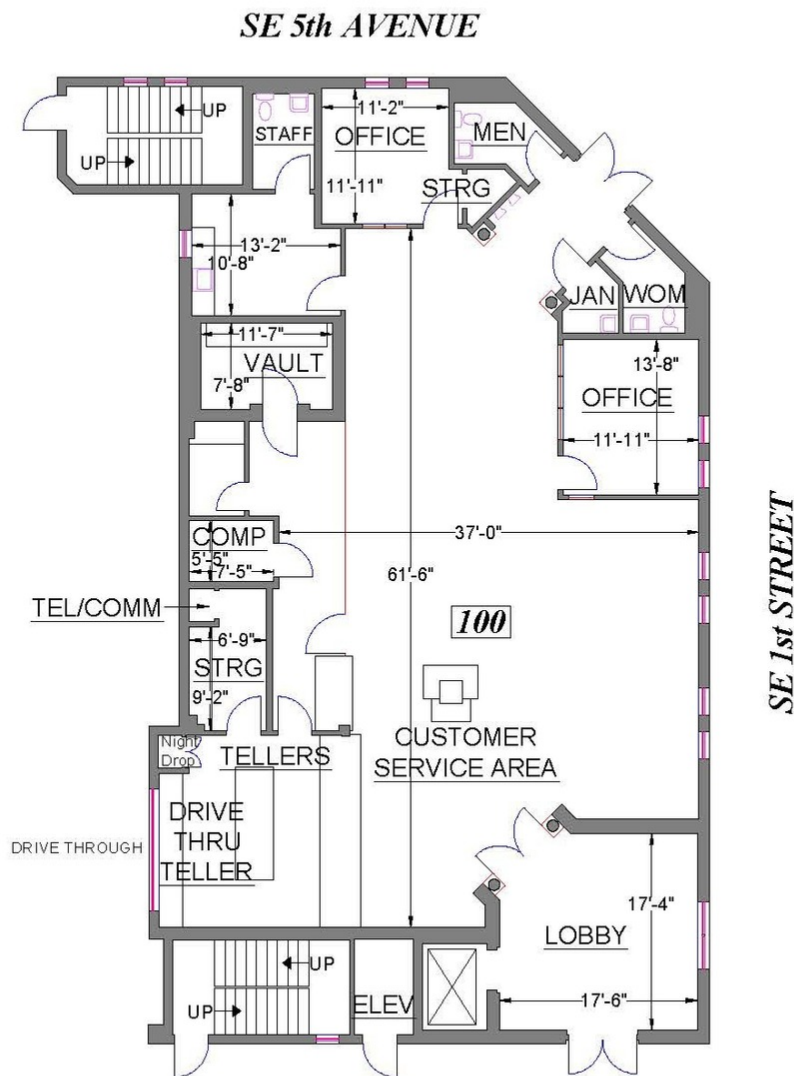 SE 5th AVENUE
UP
UP
STAFF
11'-2"
OFFICE
11'-11"
MEN
STRG
13'-2"
10'-8"
JAN
WOM
11'-7"
VAULT
7'-8"
13'-8"
OFFICE
11'-11"
COMP
5'-5"
7'-5"
37'-0"
61'-6"
TEL/COMM
100
6'-9"
STRG
9'-2"
SE 1st STREET
Night
Drop
TELLERS
CUSTOMER
SERVICE AREA
DRIVE
THRU
TELLER
DRIVE THROUGH
17'-4"
LOBBY
17'-6"
UP
UP
ELEV